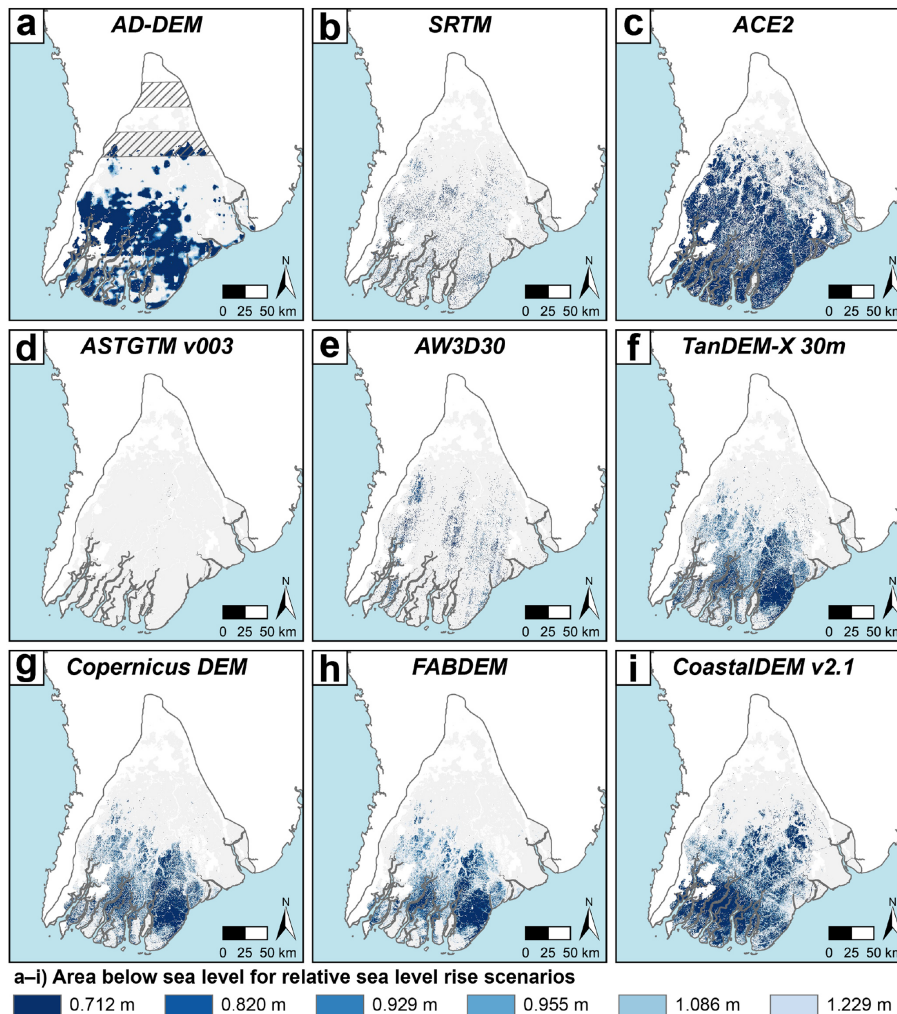 a AD-DEM
N
0 25 50 km
b SRTM
N
0 25 50 km
c ACE2
N
0 25 50 km
d ASTGTM v003
N
0 25 50 km
e AW3D30
N
0 25 50 km
f TanDEM-X 30m
N
0 25 50 km
g Copernicus DEM
N
0 25 50 km
h FABDEM
N
0 25 50 km
i CoastalDEM v2.1
N
0 25 50 km
a–i) Area below sea level for relative sea level rise scenarios
0.712 m 0.820 m 0.929 m 0.955 m 1.086 m 1.229 m